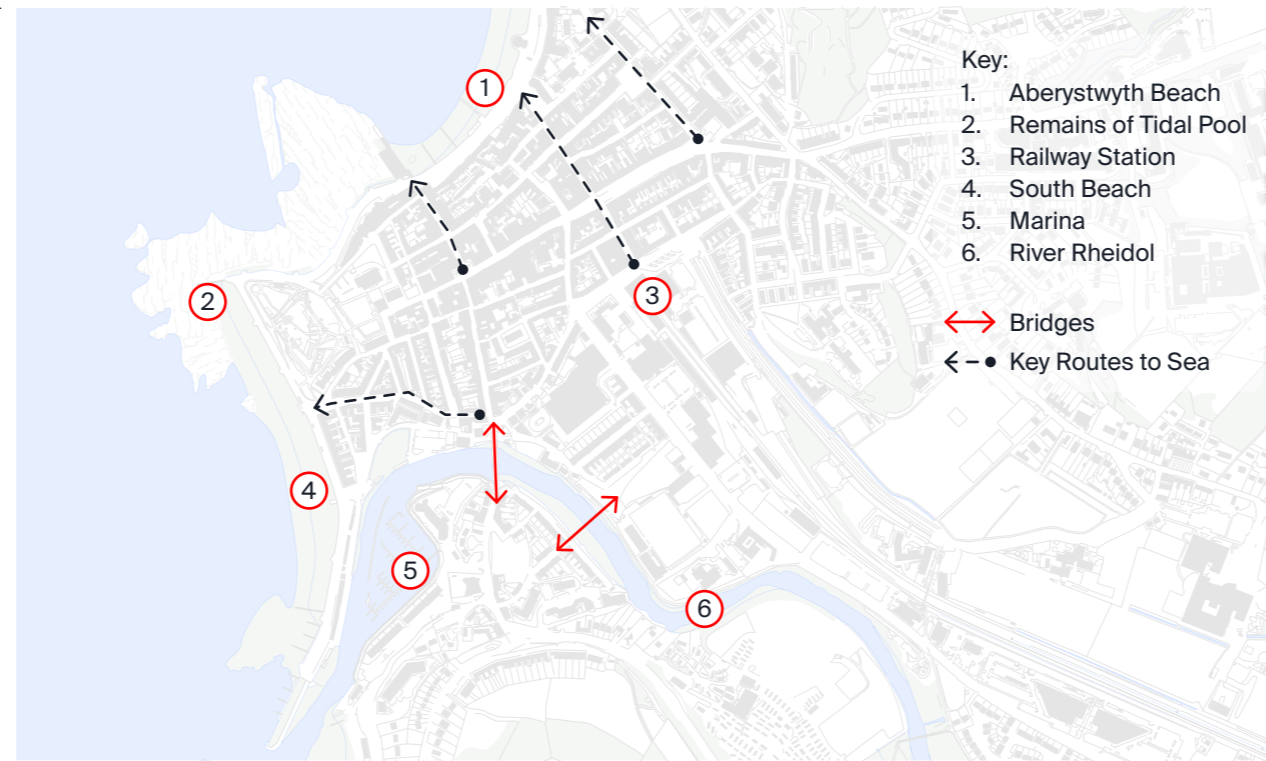 Key:
1. Aberystwyth Beach
2. Remains of Tidal Pool
3. Railway Station
4. South Beach
5. Marina
6. River Rheidol
Bridges
Key Routes to Sea
1
2
3
4
5
6